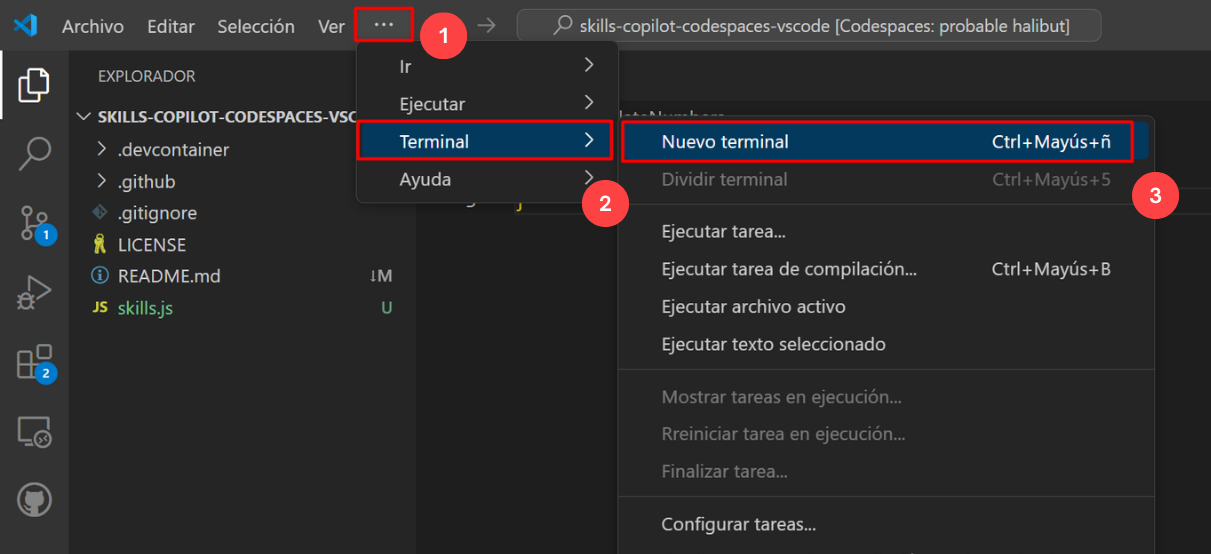 Archivo Editar Selección Ver ··· 1 skills-copilot-codespaces-vscode [Codespaces: probable halibut]
EXPLORADOR
SKILLS-COPILOT-CODESPACES-VSC
.devcontainer
.github
.gitignore
LICENSE
README.md ↓M
JS skills.js U
1
2
Ir
Ejecutar
Terminal
Ayuda
2
Nuevo terminal Ctrl+Mayús+ñ
Dividir terminal Ctrl+Mayús+5
3
Ejecutar tarea...
Ejecutar tarea de compilación... Ctrl+Mayús+B
Ejecutar archivo activo
Ejecutar texto seleccionado
Mostrar tareas en ejecución...
Rreiniciar tarea en ejecución...
Finalizar tarea...
Configurar tareas...